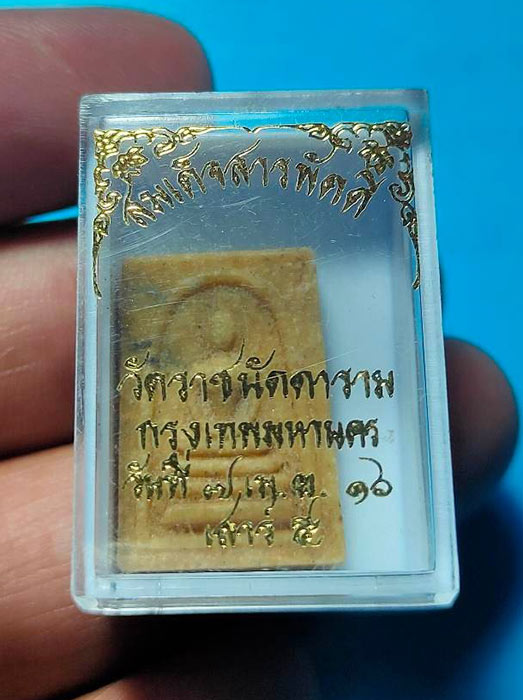 สมเด็จสารพัดดี
วัดราชนัดดาราม
กรุงเทพมหานคร
วันที่ ๗ เม.ษ. ๑๖
เสาร์ ๕